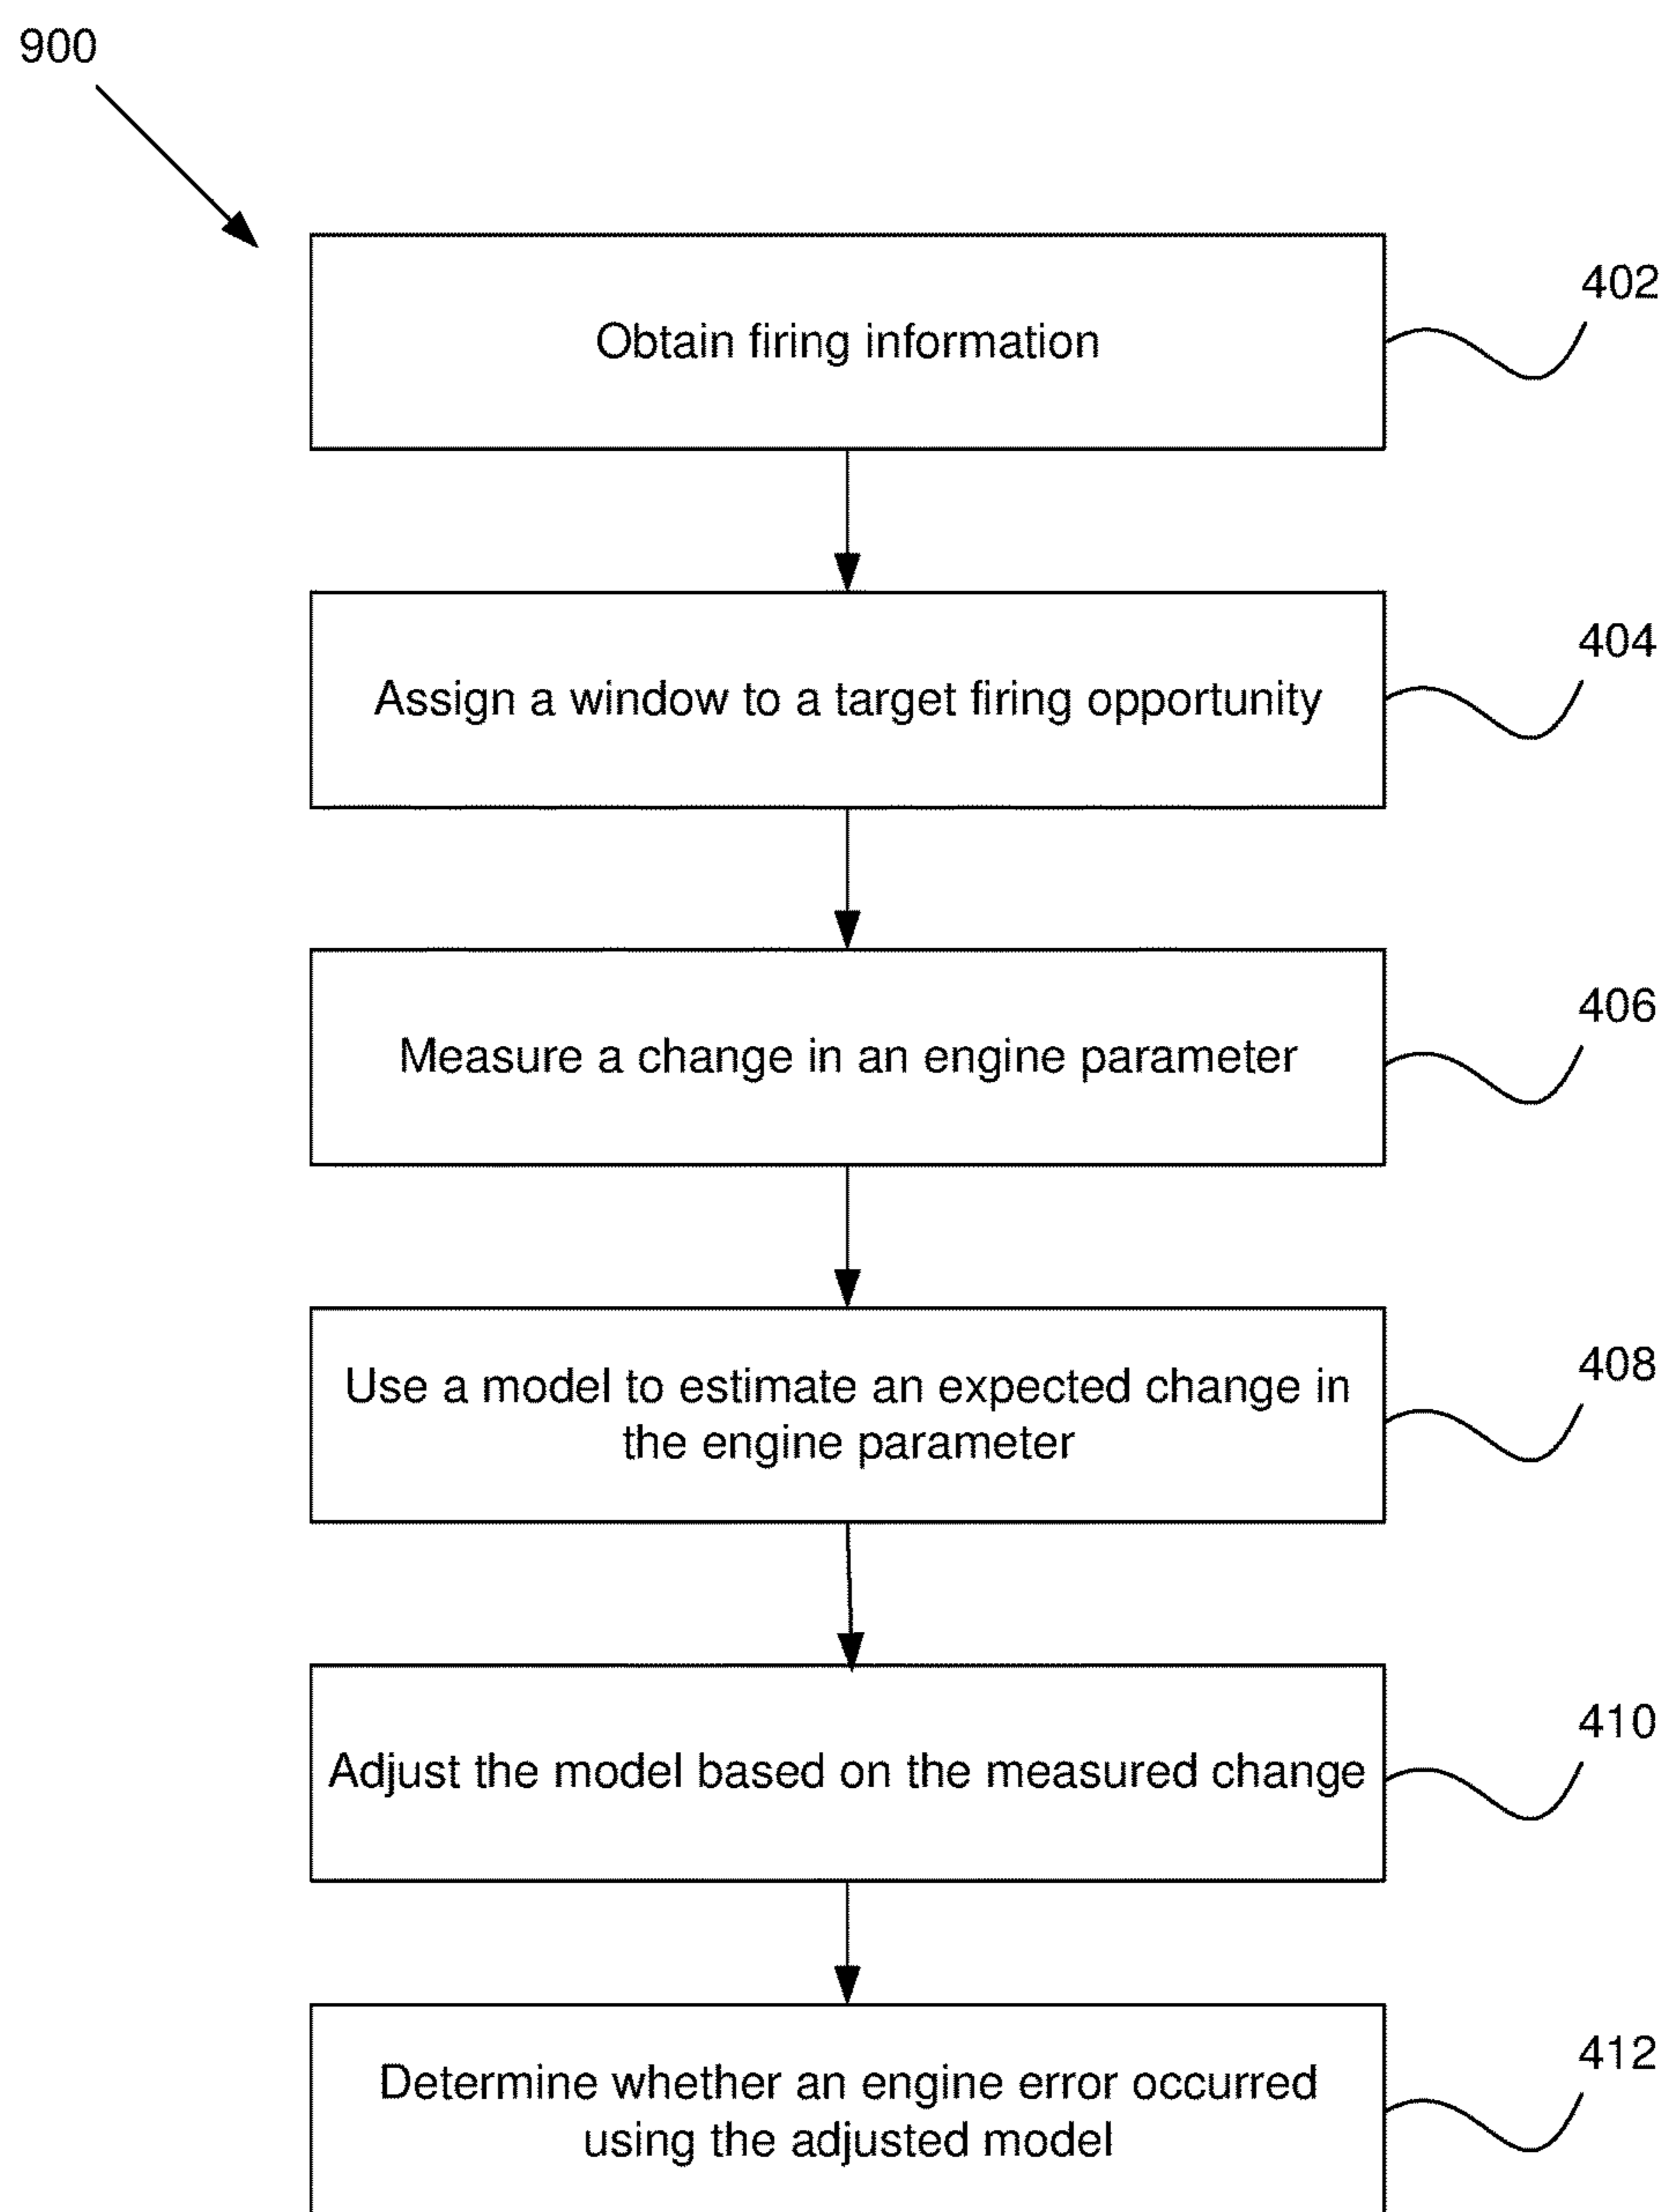 900
402
Obtain firing information
404
Assign a window to a target firing opportunity
406
Measure a change in an engine parameter
408
Use a model to estimate an expected change in
the engine parameter
410
Adjust the model based on the measured change
412
Determine whether an engine error occurred
using the adjusted model